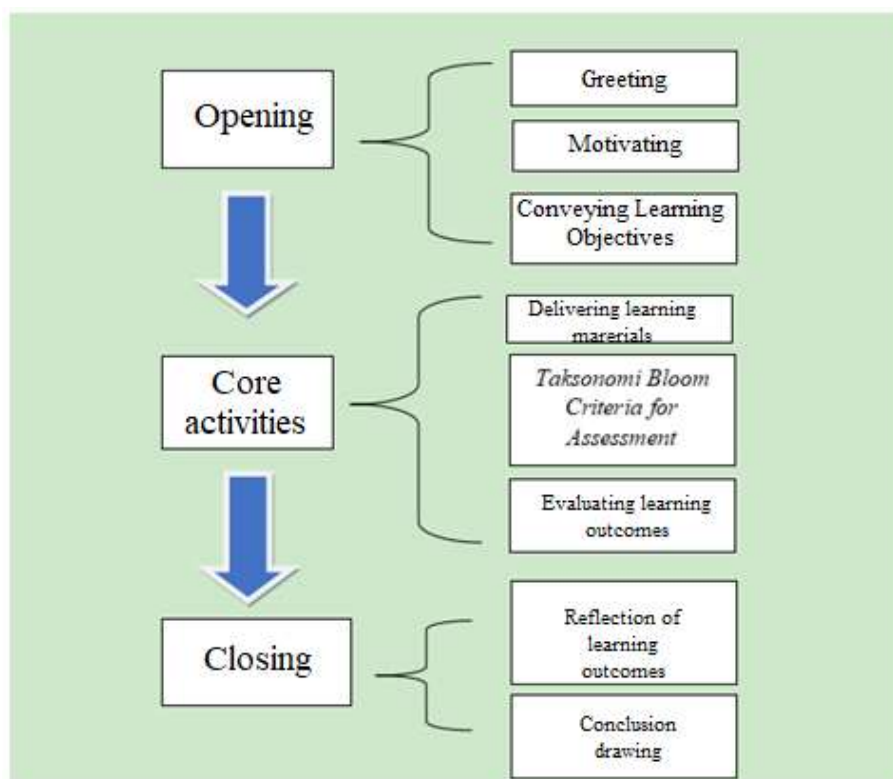 Opening
Greeting
Motivating
Conveying Learning
Objectives
Core
activities
Delivering learning
marerials
Taksonomi Bloom
Criteria for
Assessment
Evaluating learning
outcomes
Closing
Reflection of
learning
outcomes
Conclusion
drawing